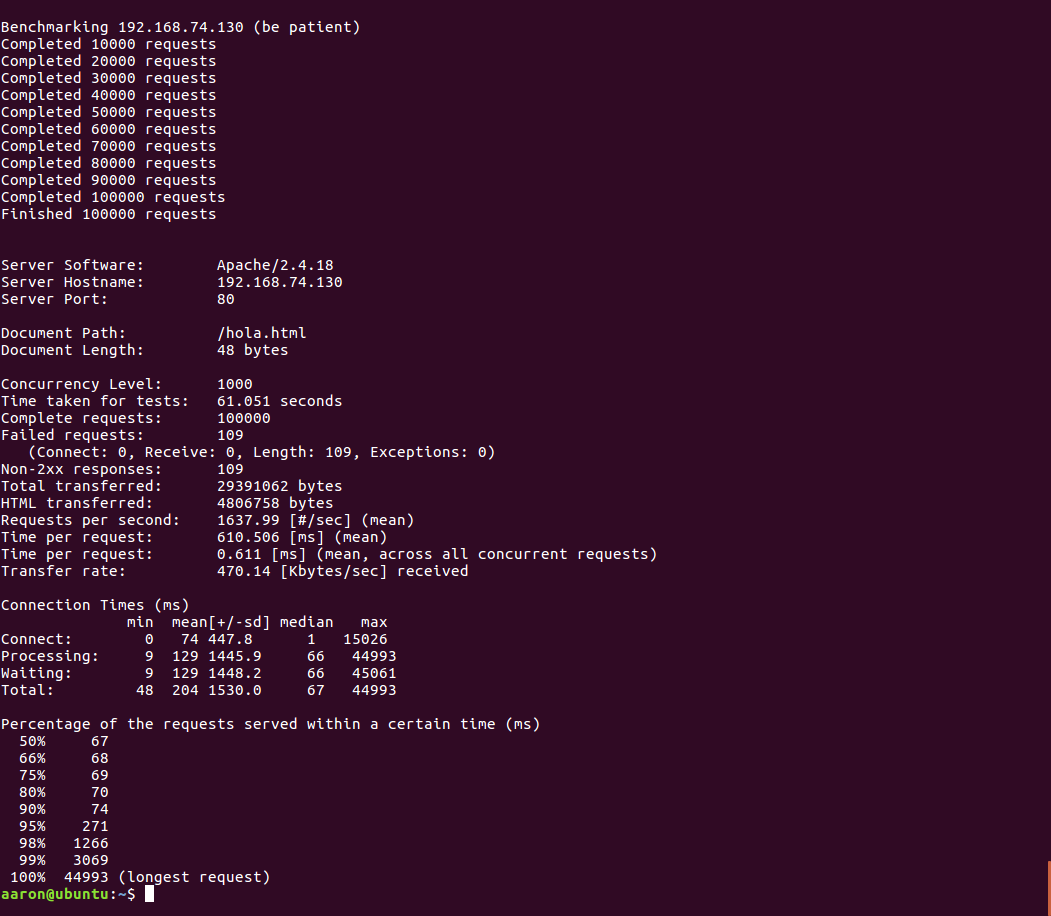 Benchmarking 192.168.74.130 (be patient)
Completed 10000 requests
Completed 20000 requests
Completed 30000 requests
Completed 40000 requests
Completed 50000 requests
Completed 60000 requests
Completed 70000 requests
Completed 80000 requests
Completed 90000 requests
Completed 100000 requests
Finished 100000 requests
Server Software:        Apache/2.4.18
Server Hostname:        192.168.74.130
Server Port:            80
Document Path:          /hola.html
Document Length:        48 bytes
Concurrency Level:      1000
Time taken for tests:   61.051 seconds
Complete requests:      100000
Failed requests:        109
   (Connect: 0, Receive: 0, Length: 109, Exceptions: 0)
Non-2xx responses:      109
Total transferred:      29391062 bytes
HTML transferred:       4806758 bytes
Requests per second:    1637.99 [#/sec] (mean)
Time per request:       610.506 [ms] (mean)
Time per request:       0.611 [ms] (mean, across all concurrent requests)
Transfer rate:          470.14 [Kbytes/sec] received
Connection Times (ms)
              min  mean[+/-sd] median   max
Connect:        0   74 447.8      1   15026
Processing:     9  129 1445.9     66   44993
Waiting:        9  129 1448.2     66   45061
Total:         48  204 1530.0     67   44993
Percentage of the requests served within a certain time (ms)
  50%     67
  66%     68
  75%     69
  80%     70
  90%     74
  95%    271
  98%   1266
  99%   3069
 100%  44993 (longest request)
aaron@ubuntu:~$